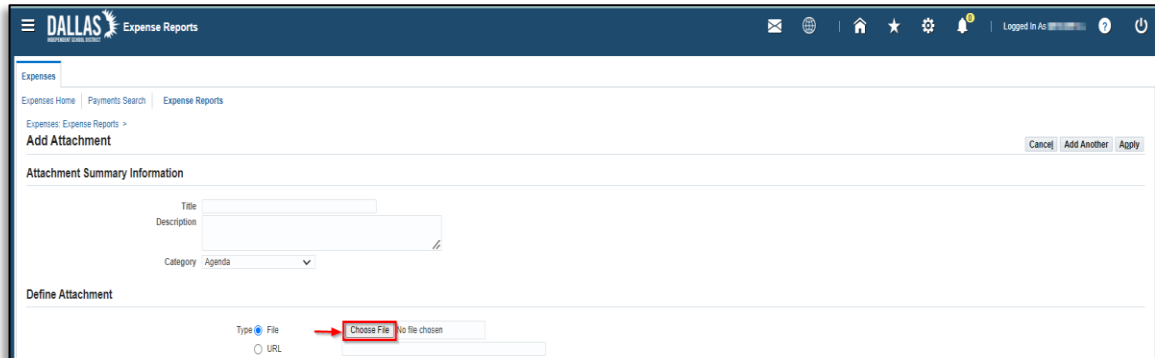 DALLAS Expense Reports
INDEPENDENT SCHOOL DISTRICT
Logged In As
Expenses
Expenses Home | Payments Search | Expense Reports
Expenses: Expense Reports >
Add Attachment
Cancel Add Another Apply
Attachment Summary Information
Title
Description
Category Agenda
Define Attachment
Type File Choose File No file chosen
URL